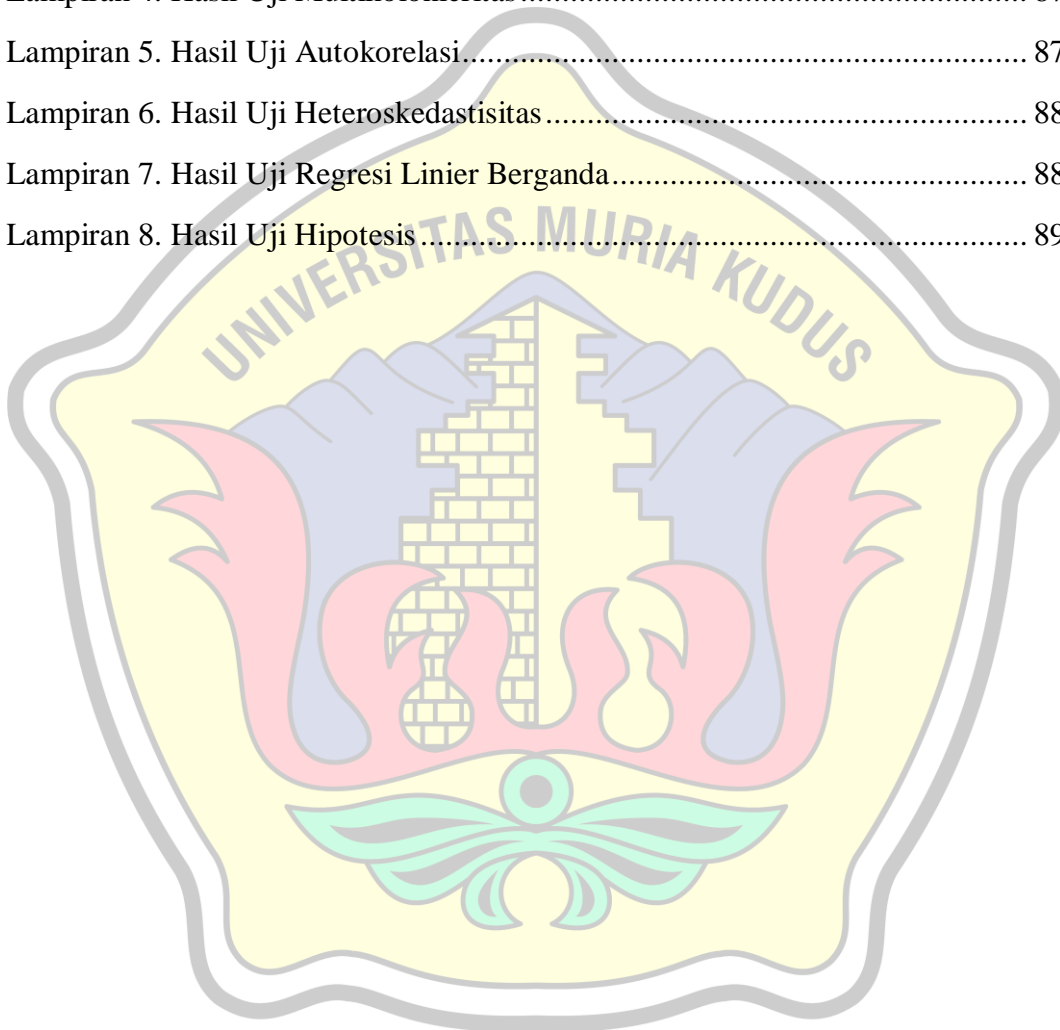 Lampiran 5. Hasil Uji Autokorelasi.......................................................................... 87
Lampiran 6. Hasil Uji Heteroskedastisitas............................................................... 88
Lampiran 7. Hasil Uji Regresi Linier Berganda....................................................... 88
Lampiran 8. Hasil Uji Hipotesis............................................................................... 89
UNIVERSITAS MURIA KUDUS